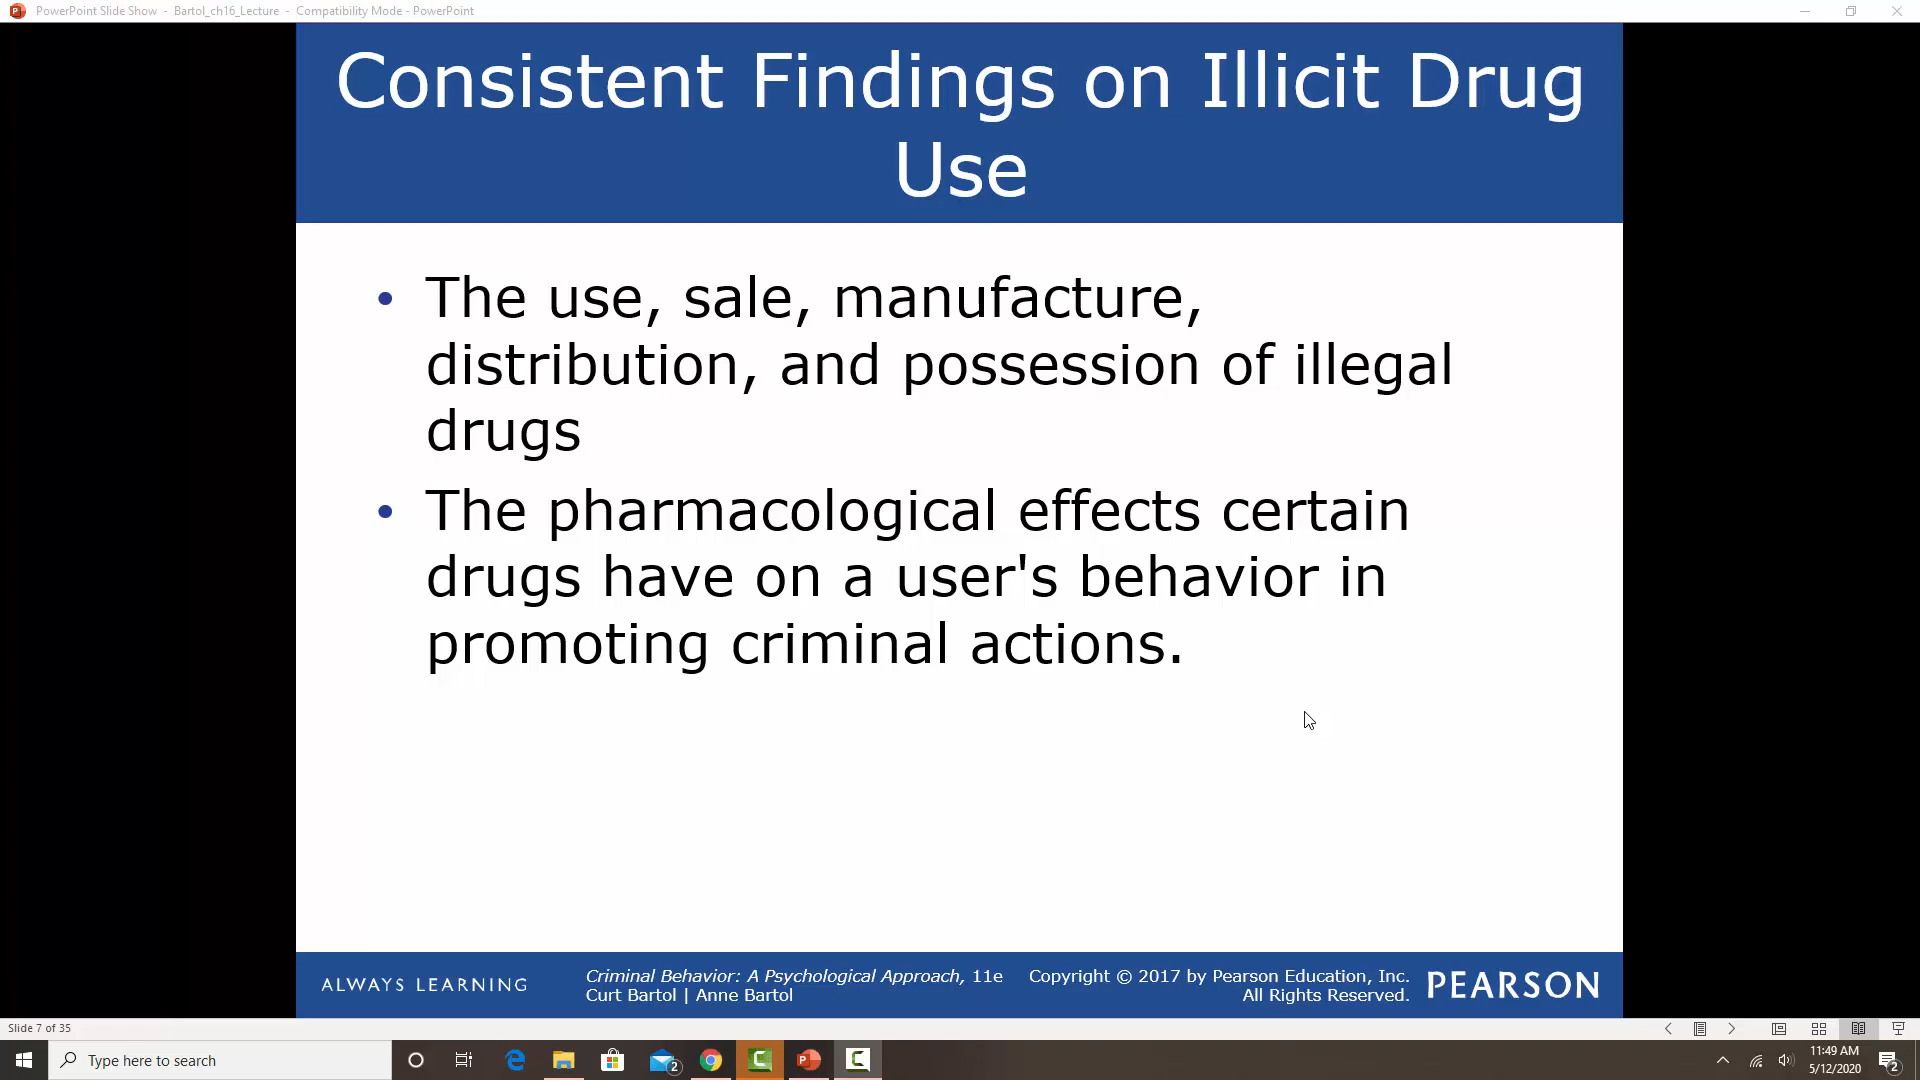 PowerPoint Slide Show - Bartol_ch16_Lecture - Compatibility Mode - PowerPoint
Consistent Findings on Illicit Drug
Use
• The use, sale, manufacture,
distribution, and possession of illegal
drugs
• The pharmacological effects certain
drugs have on a user's behavior in
promoting criminal actions.
ALWAYS LEARNING
Criminal Behavior: A Psychological Approach, 11e
Curt Bartol | Anne Bartol
Copyright © 2017 by Pearson Education, Inc.
All Rights Reserved.
PEARSON
Slide 7 of 35
Type here to search
2
11:49 AM
5/12/2020
2